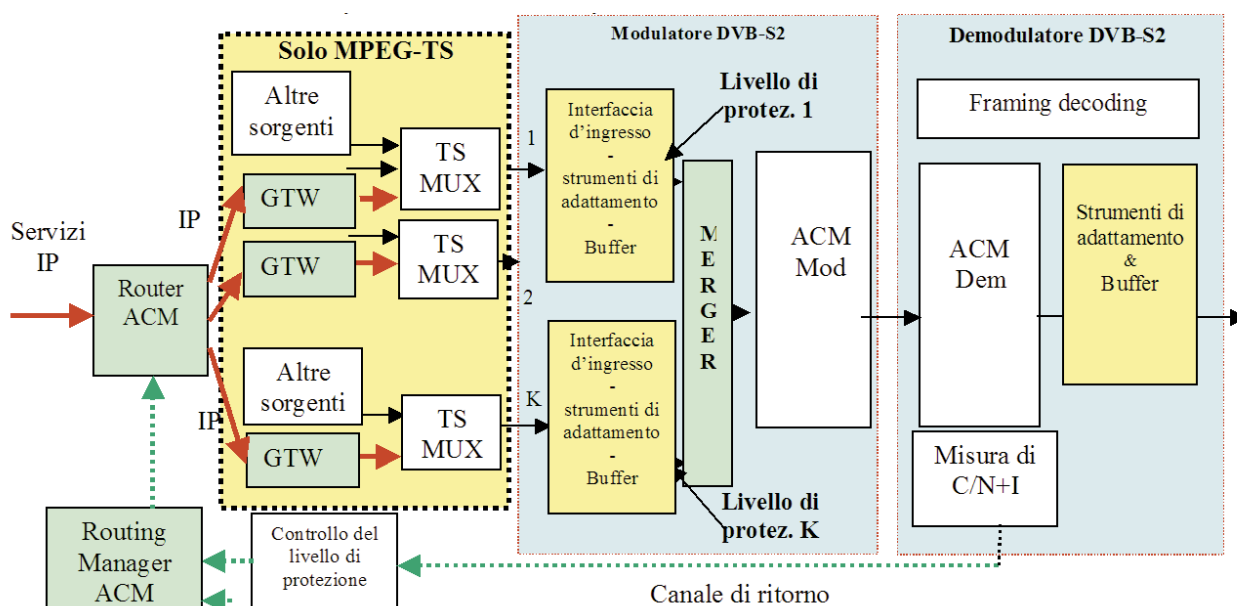 Solo MPEG-TS
Altre
sorgenti
TS
MUX
GTW
IP
Servizi
IP
GTW
TS
MUX
Router
ACM
Altre
sorgenti
IP
TS
MUX
GTW
Routing
Manager
ACM
Controllo del
livello di
protezione
Modulatore DVB-S2
1
2
K
Interfaccia
d'ingresso
-
strumenti di
adattamento
-
Buffer
Livello di
protez. 1
Interfaccia
d'ingresso
-
strumenti di
adattamento
-
Buffer
Livello di
protez. K
M
E
R
G
E
R
ACM
Mod
Demodulatore DVB-S2
Framing decoding
ACM
Dem
Strumenti di
adattamento
&
Buffer
Misura di
C/N+I
Canale di ritorno